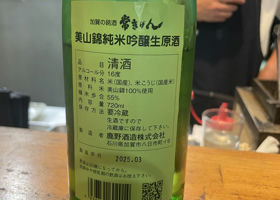 加賀の銘酒 常きげん
美山錦純米吟醸生原酒
品目 清酒
アルコール分 16度
原料 米(国産)、米こうじ(国産米)
美山錦100%使用
精米歩合 55%
内容量 720ml
要冷蔵
生酒ですので
冷蔵庫に保存して下さい。
鹿野酒造株式会社
石川県加賀市八日市町イ6
2025.03